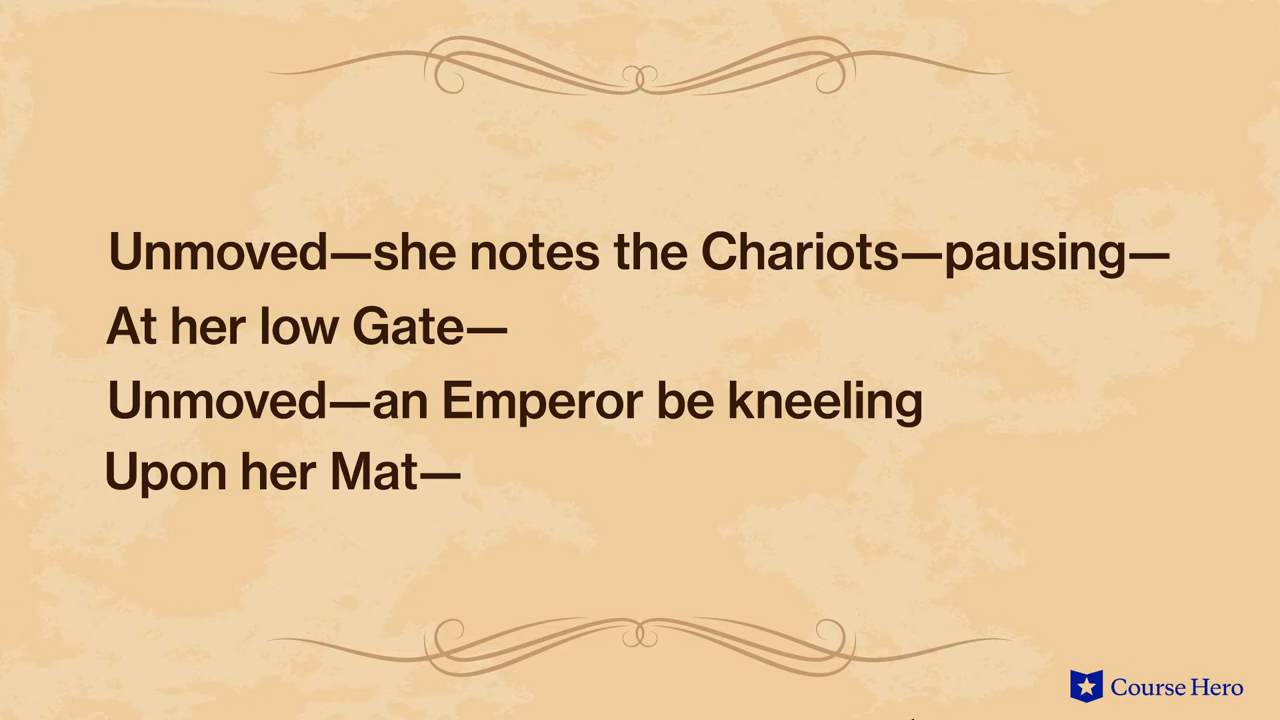 Unmoved—she notes the Chariots—pausing—
At her low Gate—
Unmoved—an Emperor be kneeling
Upon her Mat—
Course Hero